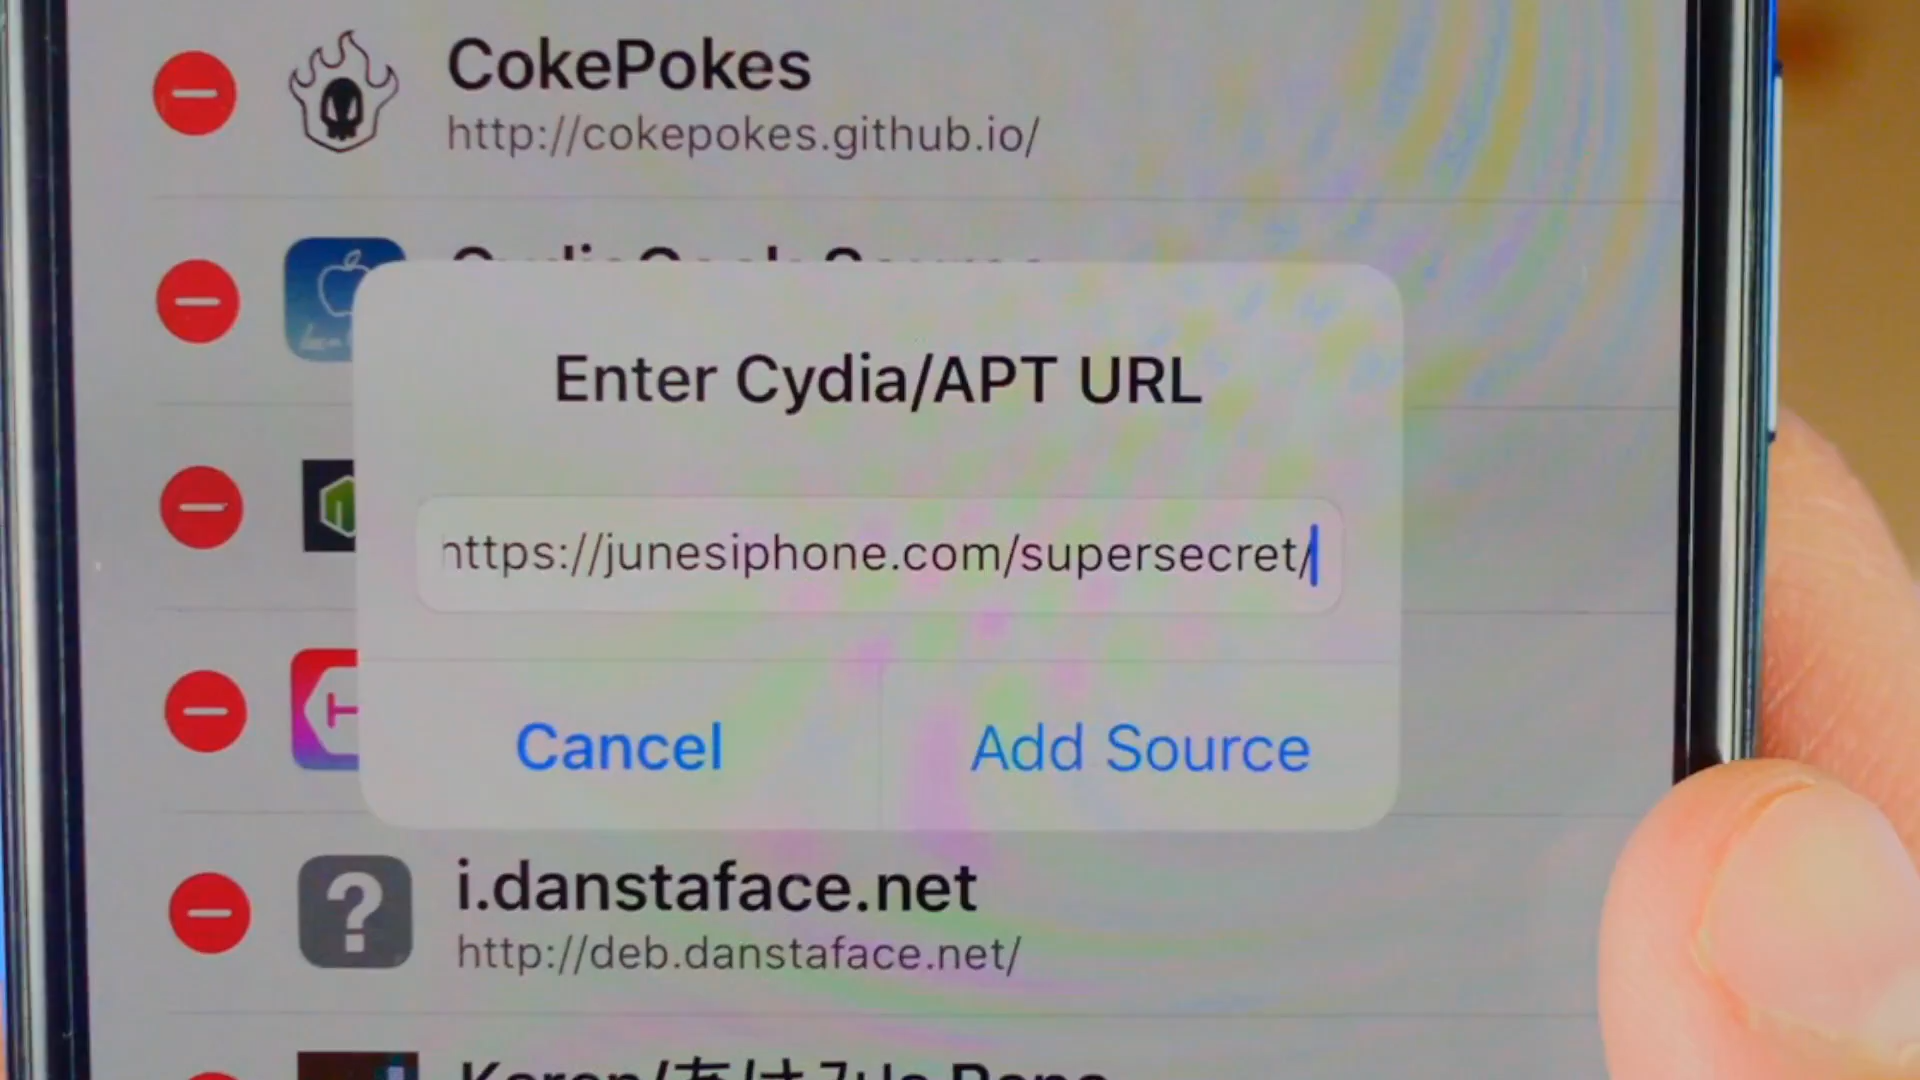 CokePokes
http://cokepokes.github.io/
Enter Cydia/APT URL
https://junesiphone.com/supersecret/
Cancel
Add Source
?
i.danstaface.net
http://deb.danstaface.net/